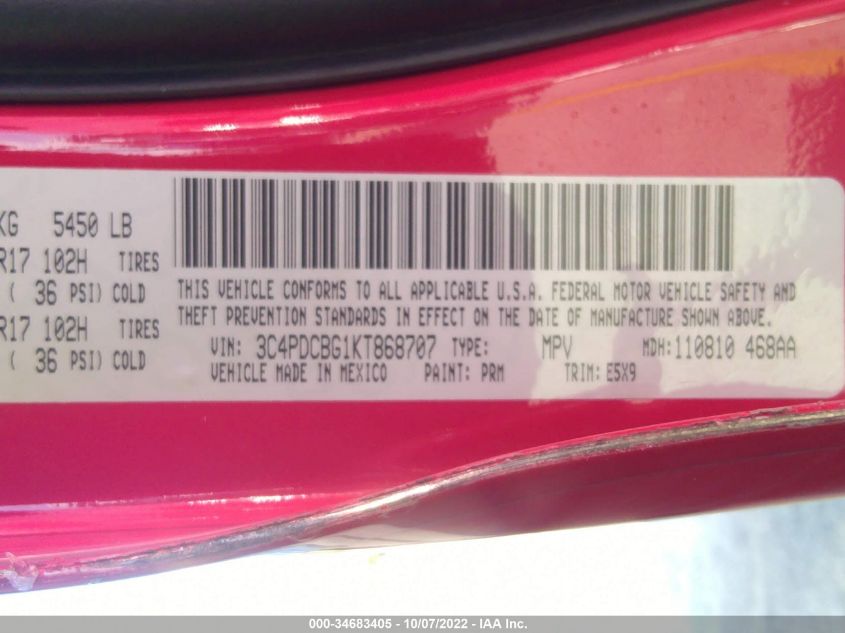 KG 5450 LB
R17 102H TIRES
( 36 PSI) COLD
R17 102H TIRES
( 36 PSI) COLD
THIS VEHICLE CONFORMS TO ALL APPLICABLE U.S.A. FEDERAL MOTOR VEHICLE SAFETY AND
THEFT PREVENTION STANDARDS IN EFFECT ON THE DATE OF MANUFACTURE SHOWN ABOVE.
VIN: 3C4PDCBG1KT868707 TYPE: MPV MDH:110810 468AA
VEHICLE MADE IN MEXICO PAINT: PRM TRIM: E5X9
000-34683405 - 10/07/2022 - IAA Inc.